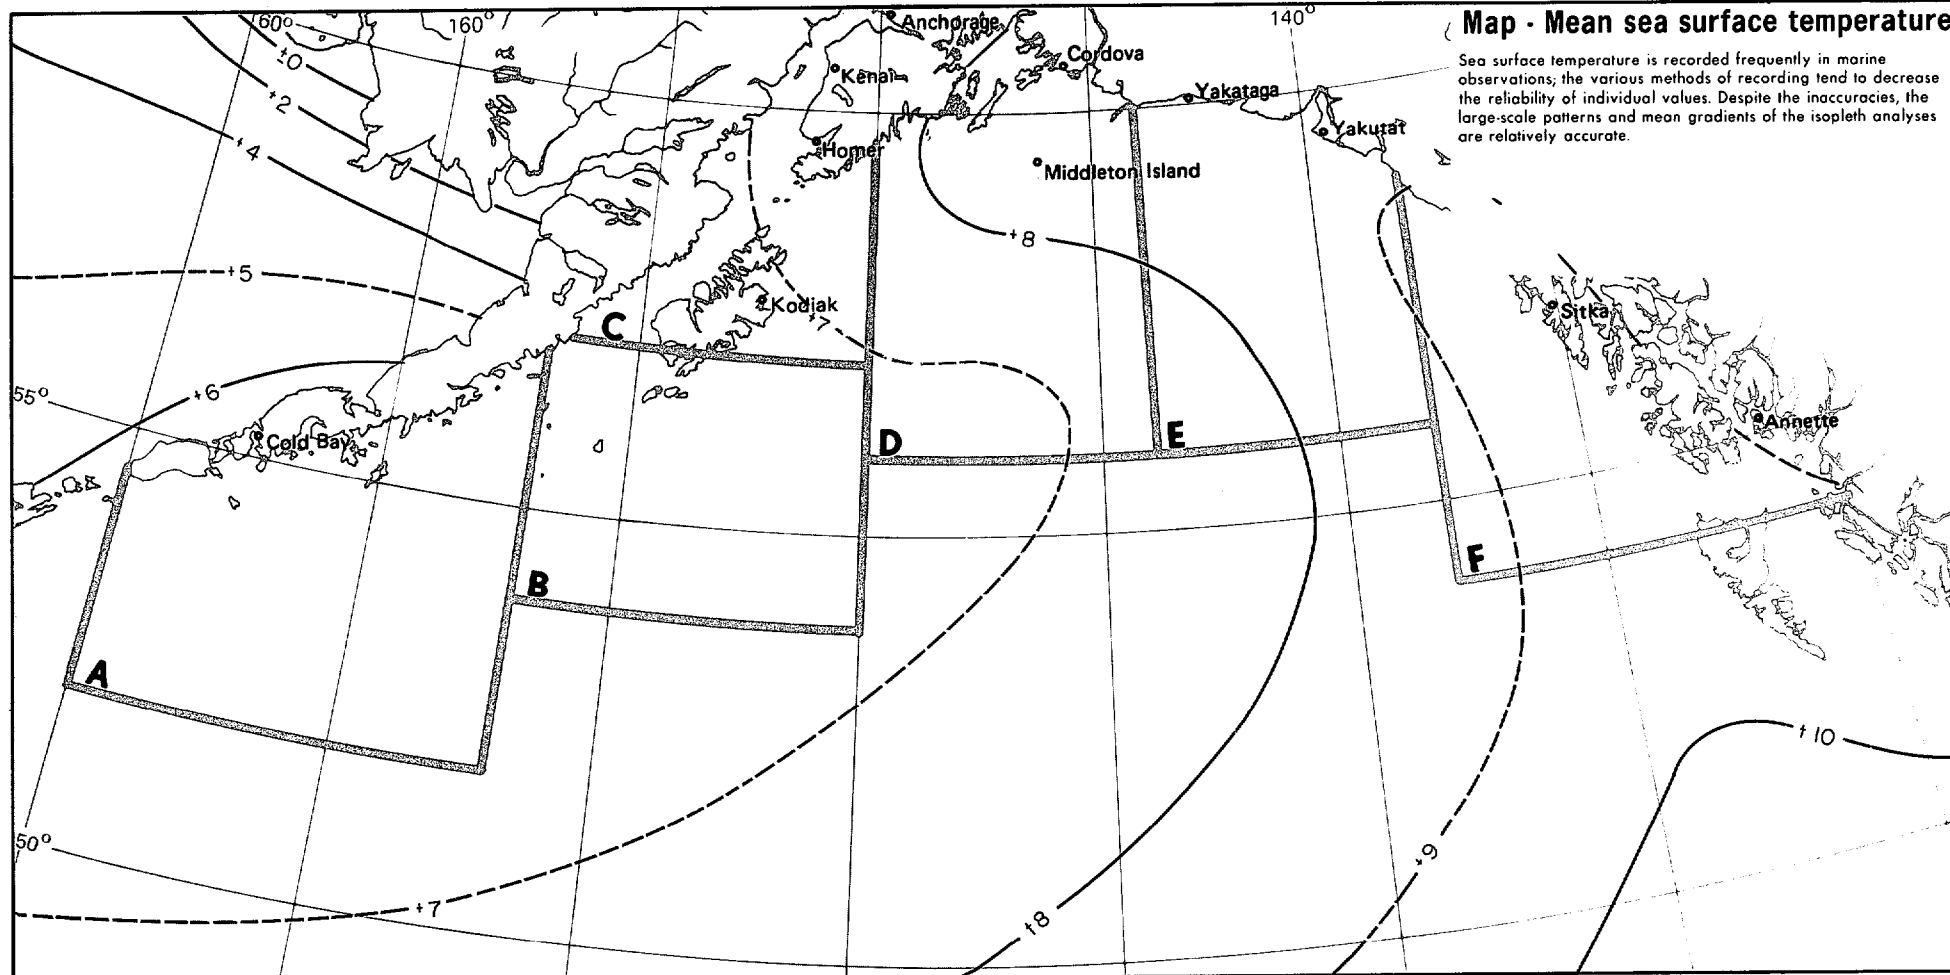 Map · Mean sea surface temperature
Sea surface temperature is recorded frequently in marine
observations; the various methods of recording tend to decrease
the reliability of individual values. Despite the inaccuracies, the
large-scale patterns and mean gradients of the isopleth analyses
are relatively accurate.
60°
160°
140°
Anchorage
Cordova
±0
Kenai
+2
Yakataga
Yakutat
+4
Homer
Middleton Island
+8
+5
Kodiak
Sitka
+7
C
+6
55°
Annette
Cold Bay
D
E
F
B
A
+10
50°
+9
+7
+8